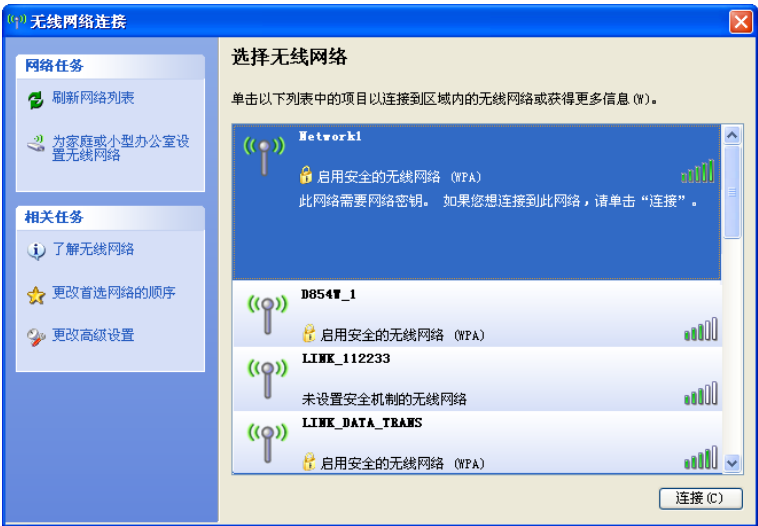 无线网络连接
网络任务
刷新网络列表
为家庭或小型办公室设
置无线网络
相关任务
了解无线网络
更改首选网络的顺序
更改高级设置
选择无线网络
单击以下列表中的项目以连接到区域内的无线网络或获得更多信息(W)。
Network1
启用安全的无线网络 (WPA)
此网络需要网络密钥。 如果您想连接到此网络，请单击“连接”。
D854W_1
启用安全的无线网络 (WPA)
LINK_112233
未设置安全机制的无线网络
LINK_DATA_TRANS
启用安全的无线网络 (WPA)
连接(C)